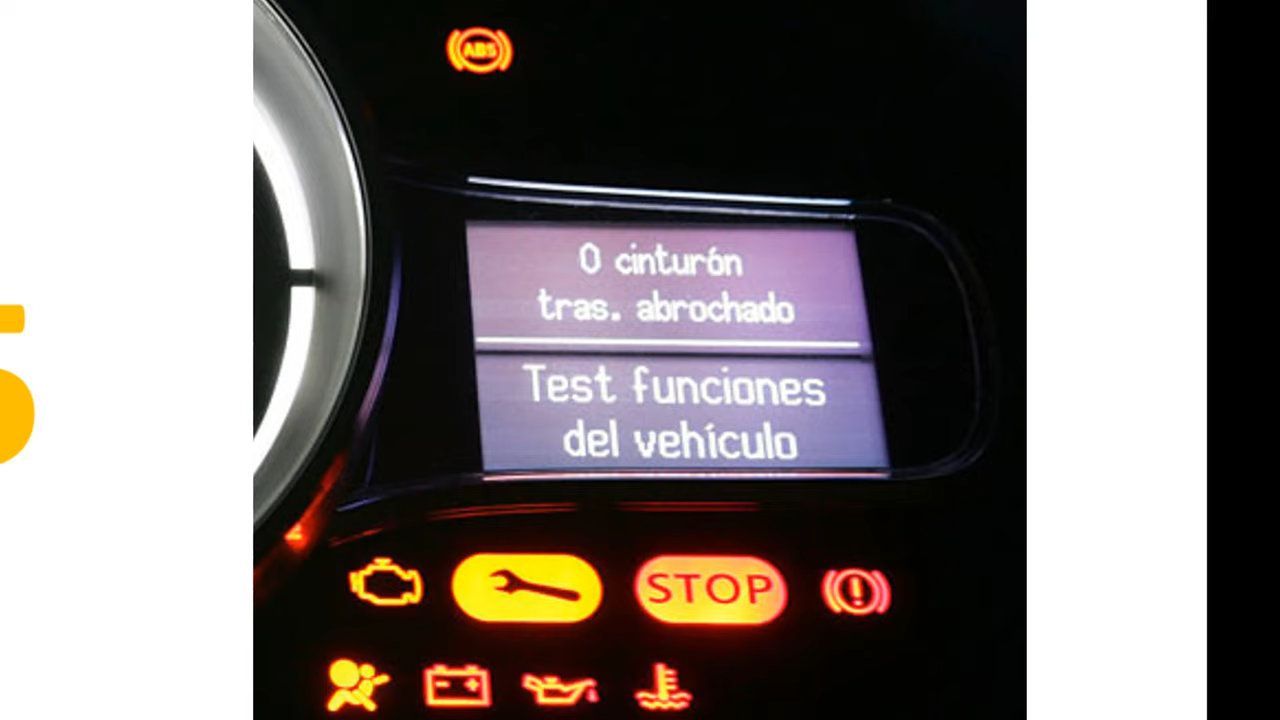 ABS
0 cinturón
tras. abrochado
Test funciones
del vehículo
STOP